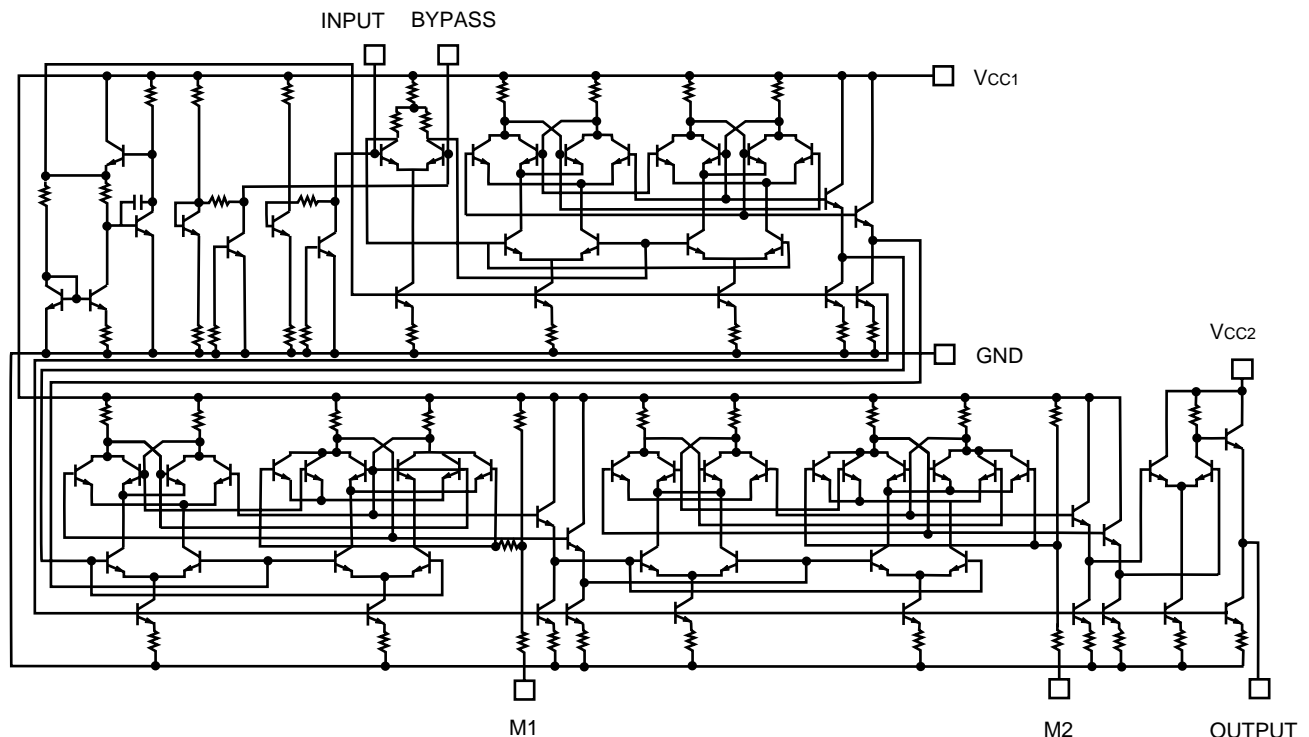 INPUT BYPASS
VCC1
GND
VCC2
M1
M2
OUTPUT